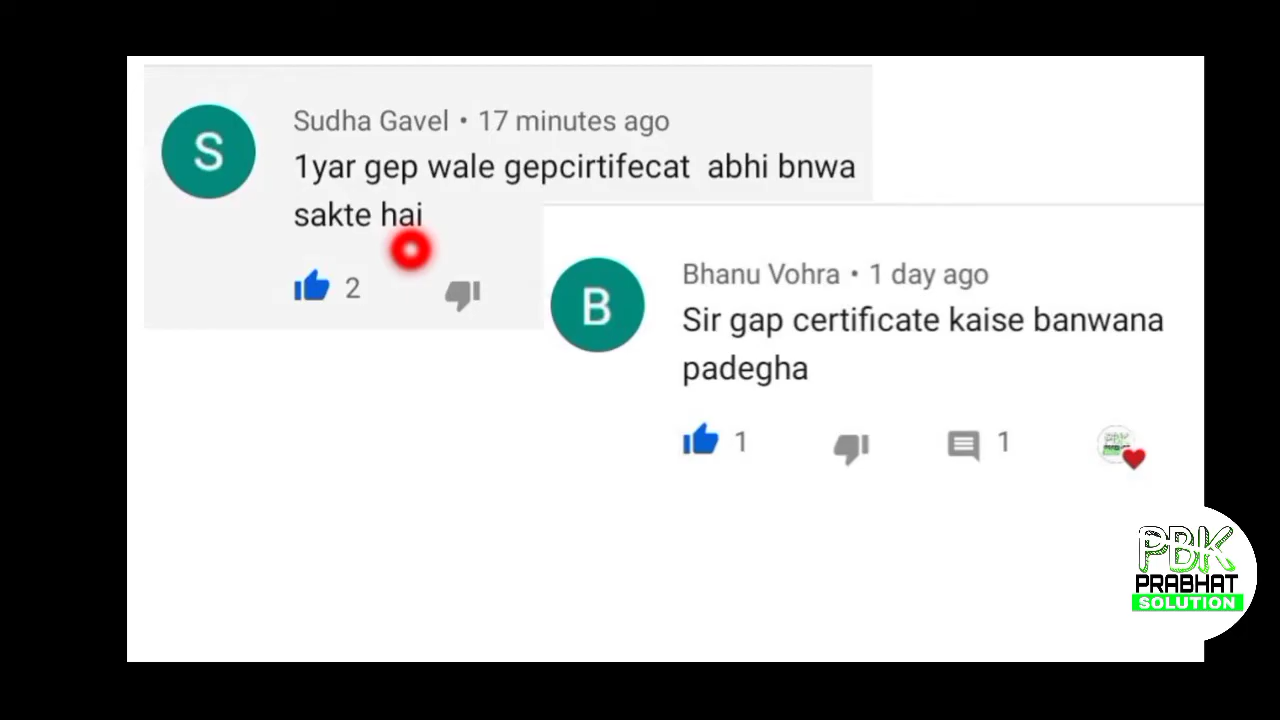 S
Sudha Gavel • 17 minutes ago
1yar gep wale gepcirtifecat abhi bnwa
sakte hai
2
B
Bhanu Vohra • 1 day ago
Sir gap certificate kaise banwana
padegha
1
1
PBK
PRABHAT
SOLUTION